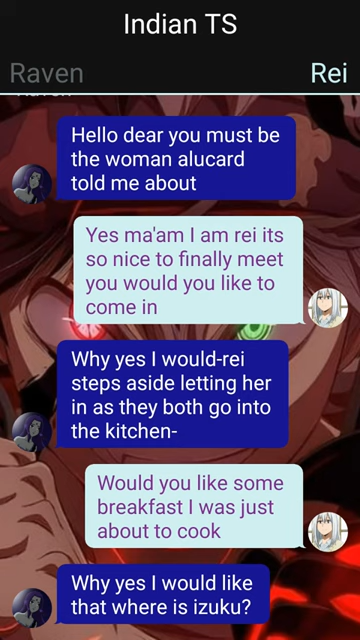 Indian TS
Raven
Rei
Hello dear you must be
the woman alucard
told me about
Yes ma'am I am rei its
so nice to finally meet
you would you like to
come in
Why yes I would-rei
steps aside letting her
in as they both go into
the kitchen-
Would you like some
breakfast I was just
about to cook
Why yes I would like
that where is izuku?